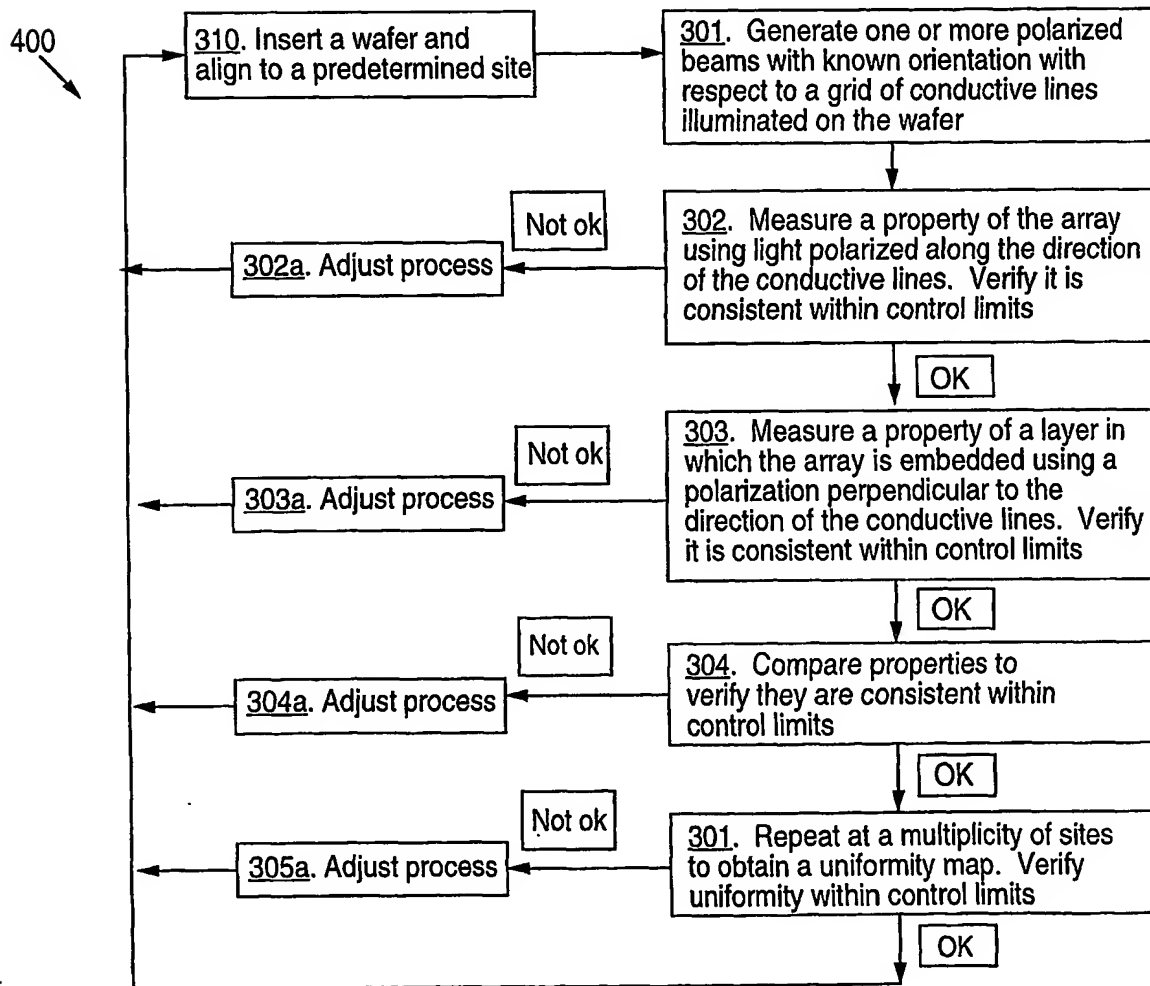 400
310. Insert a wafer and
align to a predetermined site
301. Generate one or more polarized
beams with known orientation with
respect to a grid of conductive lines
illuminated on the wafer
Not ok
302a. Adjust process
302. Measure a property of the array
using light polarized along the direction
of the conductive lines. Verify it is
consistent within control limits
OK
Not ok
303a. Adjust process
303. Measure a property of a layer in
which the array is embedded using a
polarization perpendicular to the
direction of the conductive lines. Verify
it is consistent within control limits
OK
Not ok
304a. Adjust process
304. Compare properties to
verify they are consistent within
control limits
OK
Not ok
305a. Adjust process
301. Repeat at a multiplicity of sites
to obtain a uniformity map. Verify
uniformity within control limits
OK